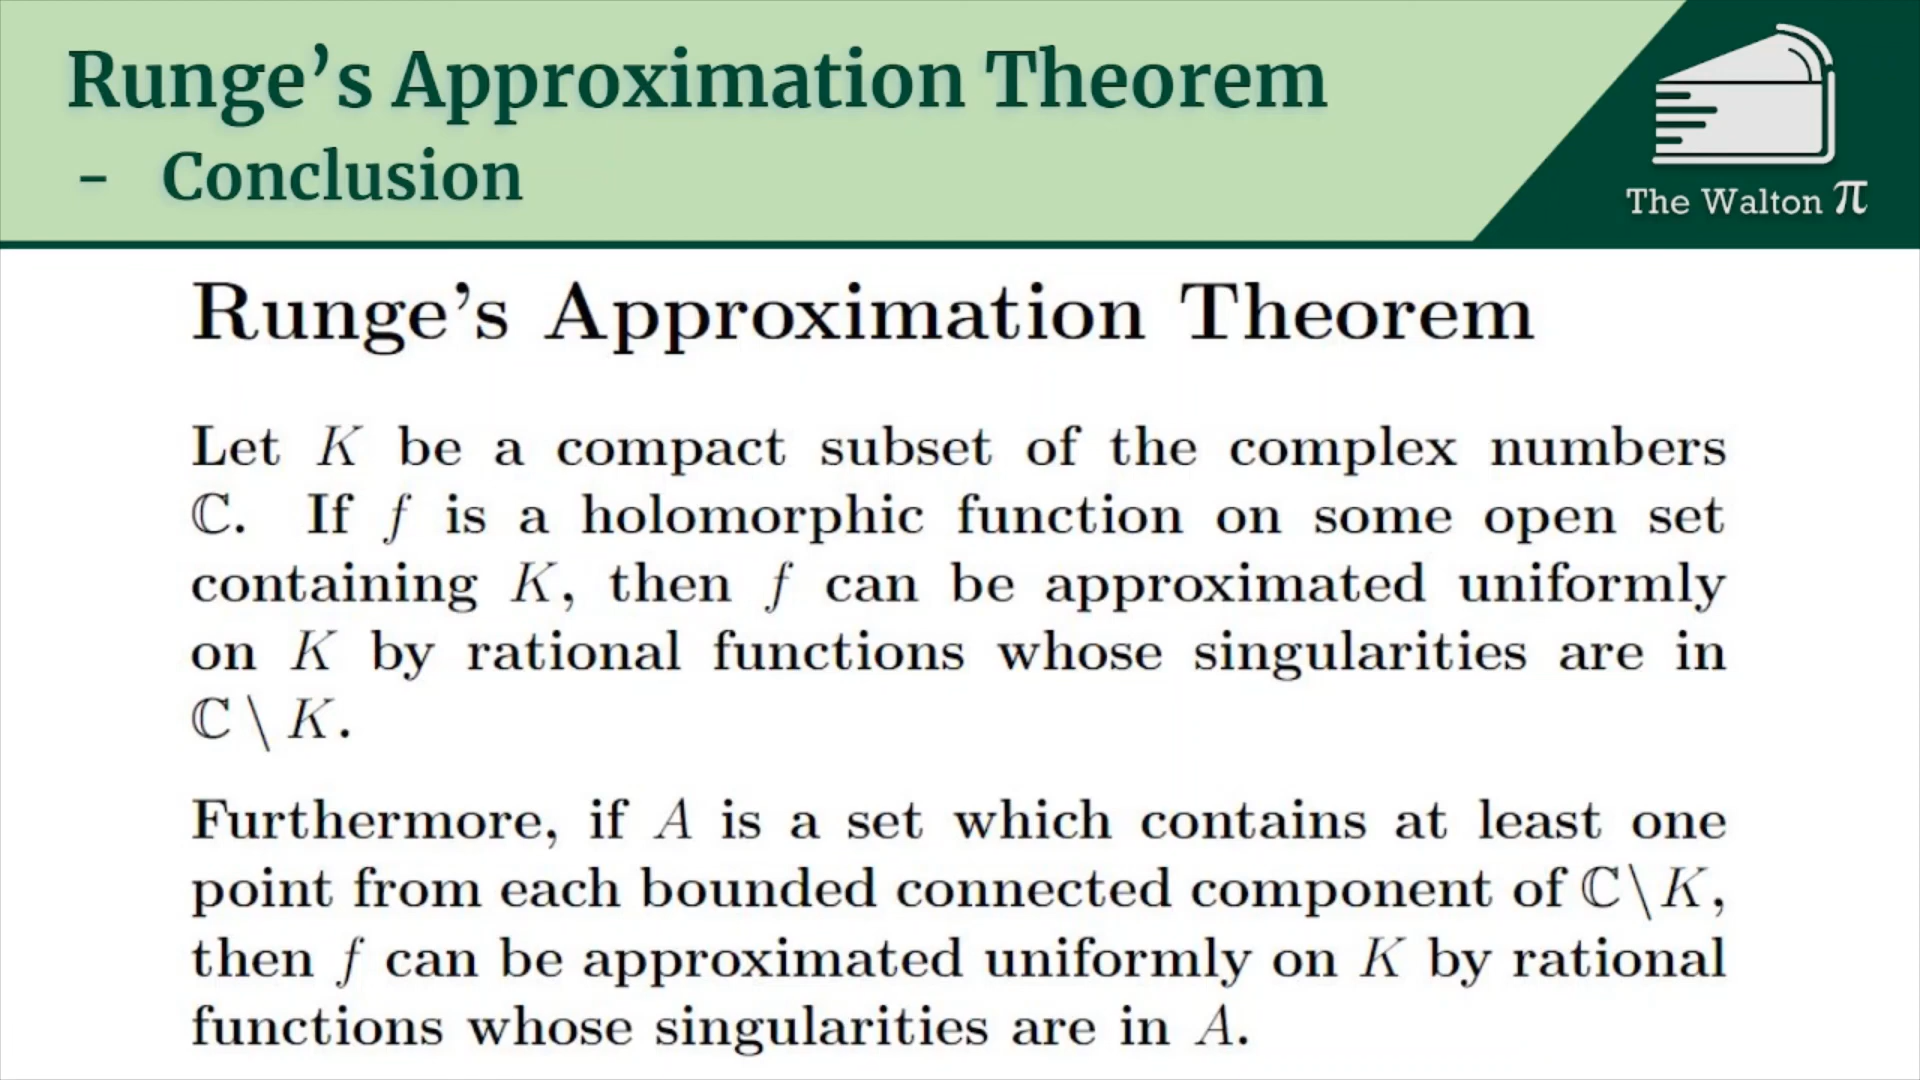 Runge’s Approximation Theorem
- Conclusion
The Walton π
Runge’s Approximation Theorem
Let K be a compact subset of the complex numbers
ℂ. If f is a holomorphic function on some open set
containing K, then f can be approximated uniformly
on K by rational functions whose singularities are in
ℂ \ K.
Furthermore, if A is a set which contains at least one
point from each bounded connected component of ℂ\K,
then f can be approximated uniformly on K by rational
functions whose singularities are in A.